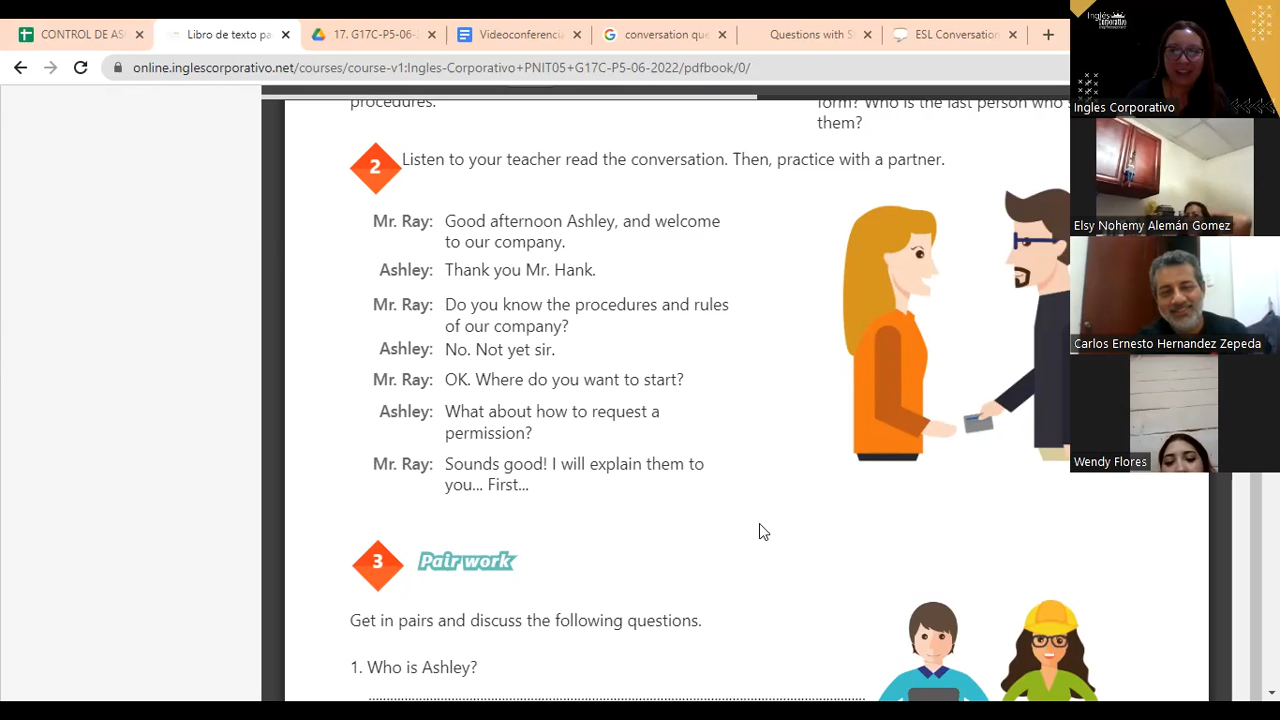 CONTROL DE AS
Libro de texto pa
17. G17C-P5-09
Videoconferencia
conversation que
Questions with S
ESL Conversation
online.inglescorporativo.net/courses/course-v1:Ingles-Corporativo+PNIT05+G17C-P5-06-2022/pdfbook/0/
Inglés
Corporativo
Ingles Corporativo
Elsy Nohemy Alemán Gomez
Carlos Ernesto Hernandez Zepeda
Wendy Flores
procedures.
form? Who is the last person who s
them?
2
Listen to your teacher read the conversation. Then, practice with a partner.
Mr. Ray: Good afternoon Ashley, and welcome
to our company.
Ashley: Thank you Mr. Hank.
Mr. Ray: Do you know the procedures and rules
of our company?
Ashley: No. Not yet sir.
Mr. Ray: OK. Where do you want to start?
Ashley: What about how to request a
permission?
Mr. Ray: Sounds good! I will explain them to
you... First...
3 Pair work
Get in pairs and discuss the following questions.
1. Who is Ashley?